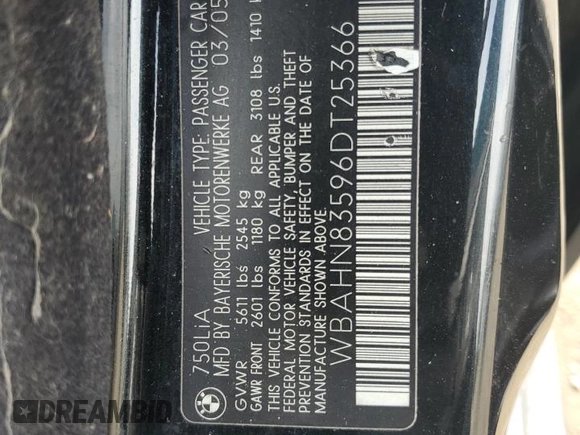 750LiA VEHICLE TYPE: PASSENGER CAR
MFD BY BAYERISCHE MOTORENWERKE AG 03/05
GVWR 5611 lbs 2545 kg
GAWR FRONT 2601 lbs 1180 kg REAR 3108 lbs 1410
THIS VEHICLE CONFORMS TO ALL APPLICABLE U.S.
FEDERAL MOTOR VEHICLE SAFETY, BUMPER AND THEFT
PREVENTION STANDARDS IN EFFECT ON THE DATE OF
MANUFACTURE SHOWN ABOVE.
WBAHN83596DT25366
DREAMBID